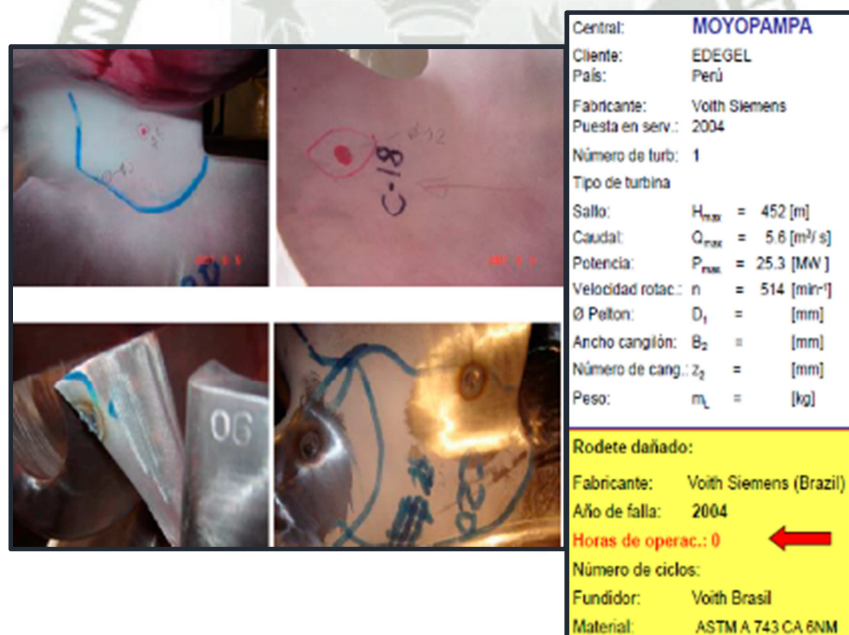 C-18
06
C20
Central: MOYOPAMPA
Cliente: EDEGEL
País: Perú
Fabricante: Voith Siemens
Puesta en serv.: 2004
Número de turb: 1
Tipo de turbina
Salto: Hmax = 452 [m]
Caudal: Qmax = 5.6 [m³/ s]
Potencia: Pmax = 25.3 [MW ]
Velocidad rotac.: n = 514 [min-¹]
Ø Pelton: D₁ = [mm]
Ancho cangilón: B₂ = [mm]
Número de cang.: z₂ = [mm]
Peso: mL = [kg]
Rodete dañado:
Fabricante: Voith Siemens (Brazil)
Año de falla: 2004
Horas de operac.: 0
Número de ciclos:
Fundidor: Voith Brasil
Material: ASTM A 743 CA 6NM